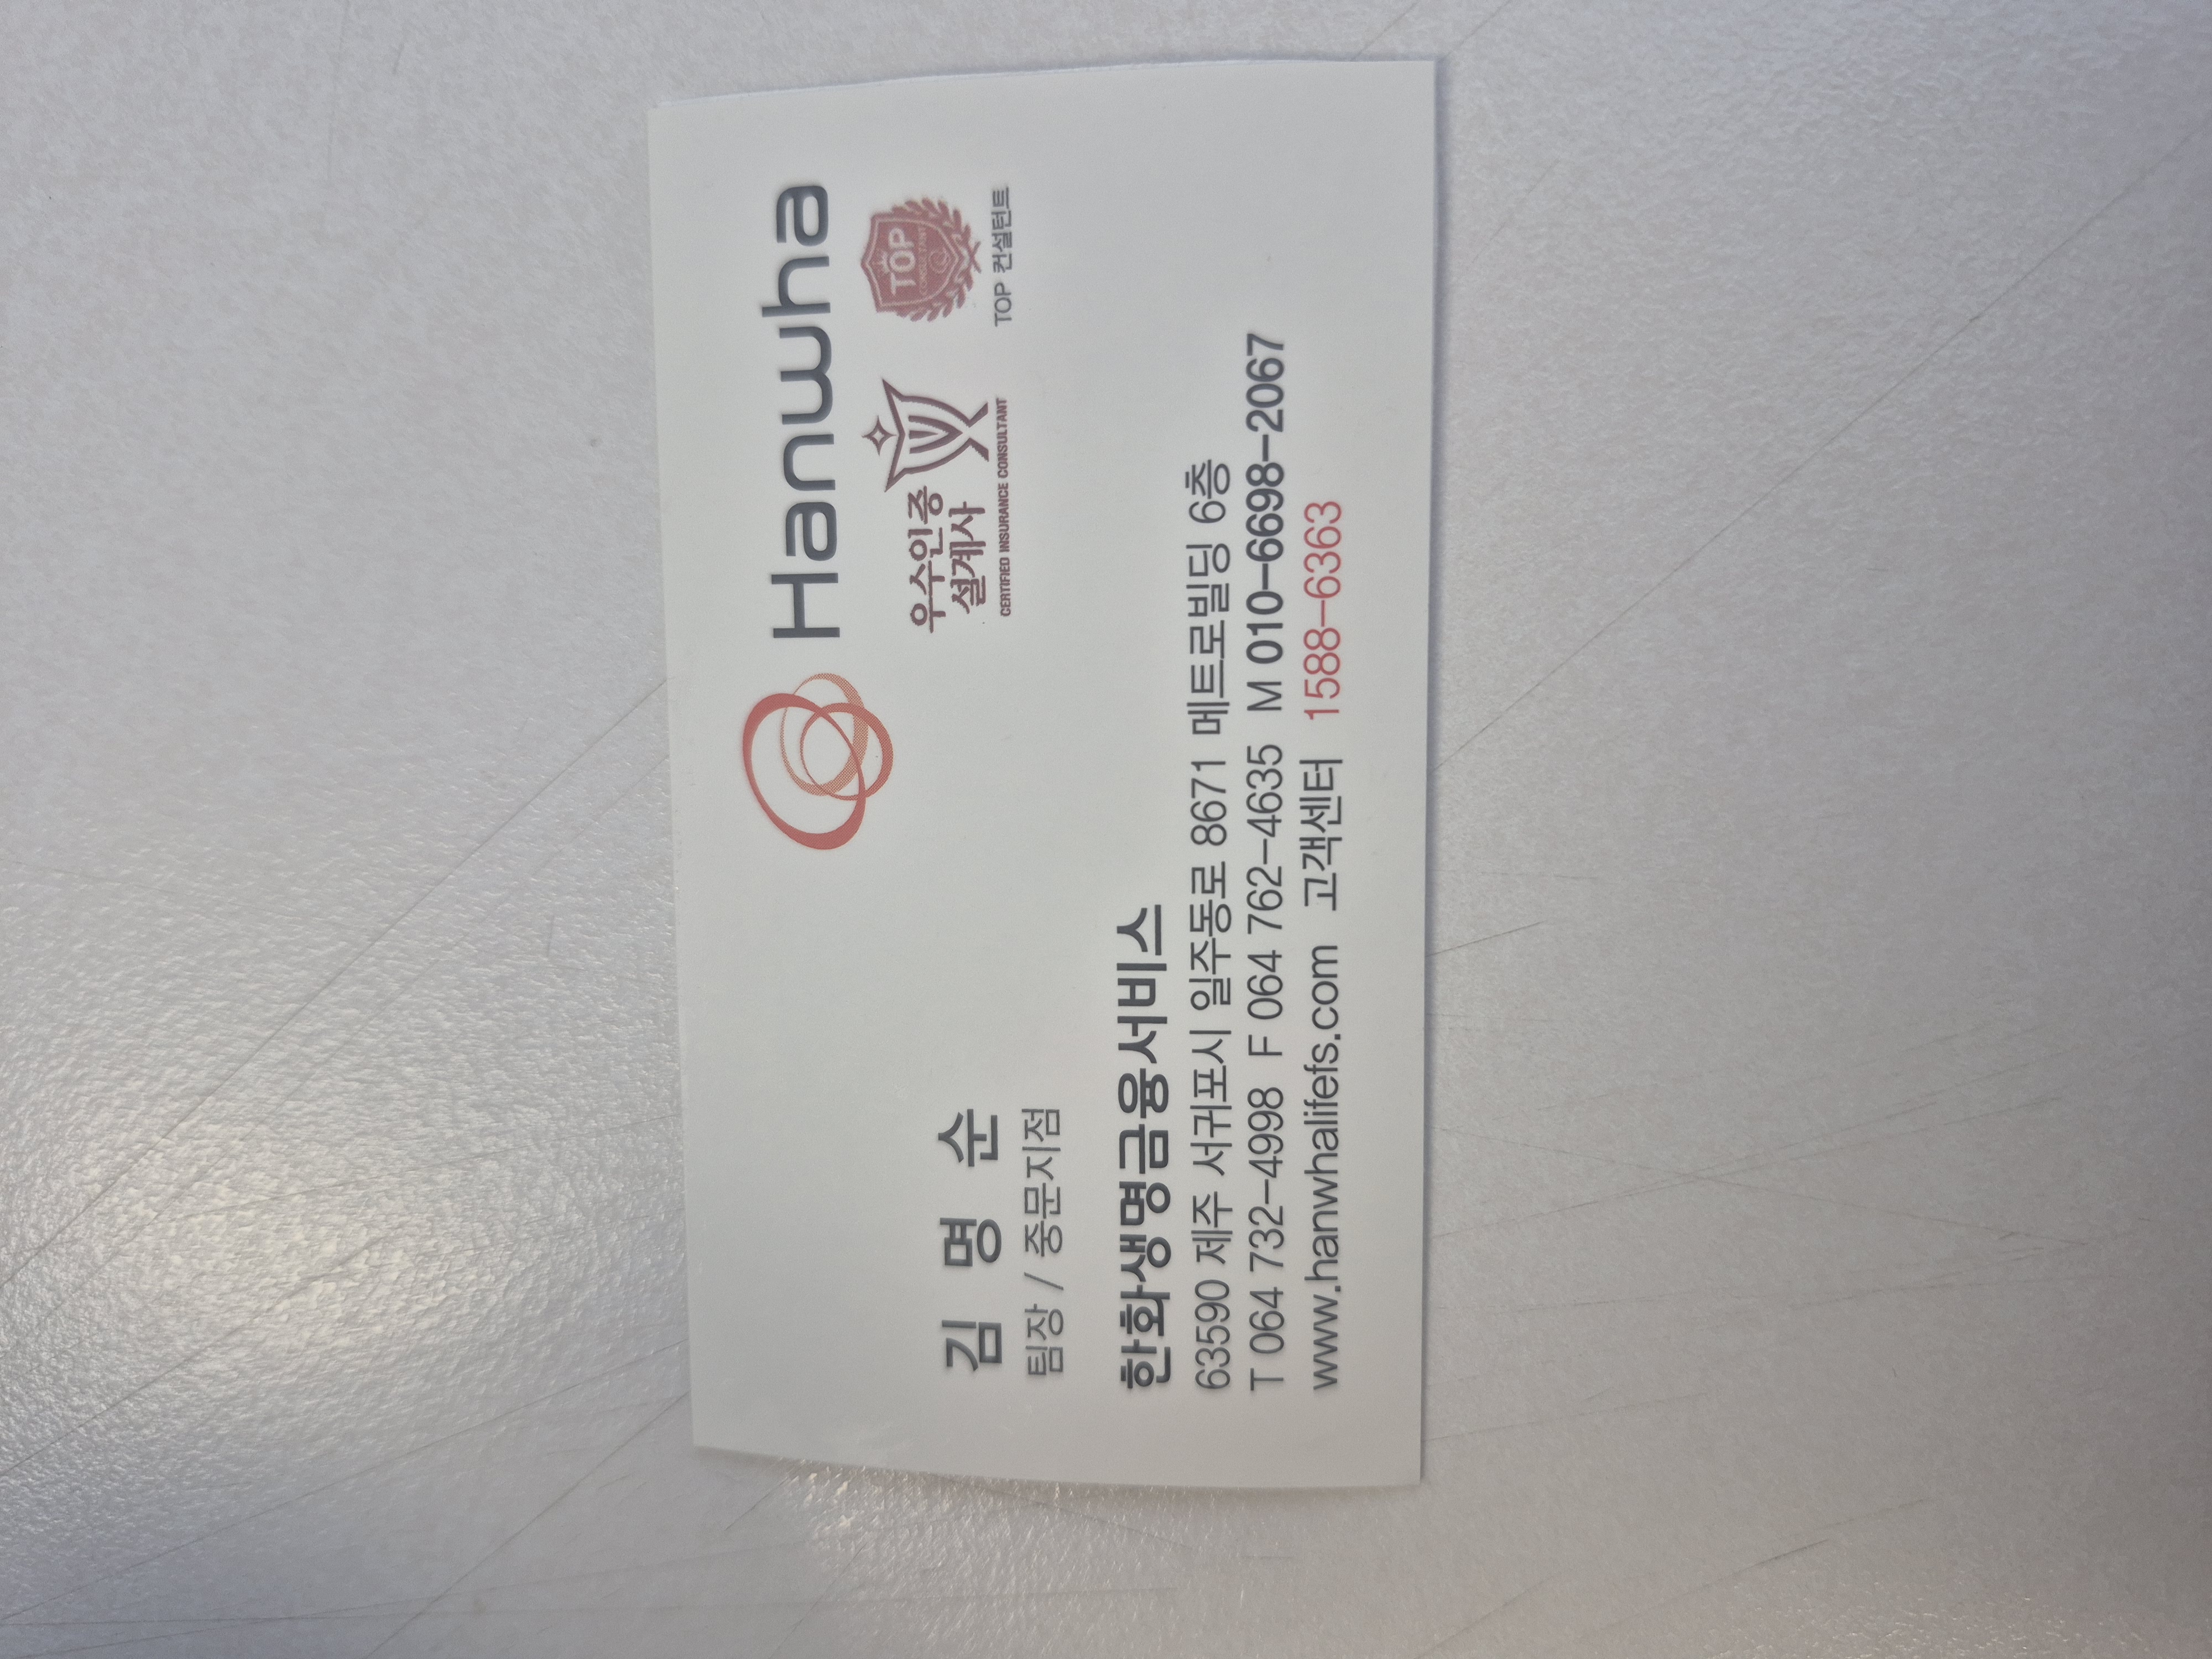 Hanwha
우수인증
설계사
CERTIFIED INSURANCE CONSULTANT
TOP
CONSULTANT
TOP 컨설턴트
김 명 순
팀장 / 중문지점
한화생명금융서비스
63590 제주 서귀포시 일주동로 8671 메트로빌딩 6층
T 064 732-4998 F 064 762-4635 M 010-6698-2067
www.hanwhalifefs.com 고객센터 1588-6363